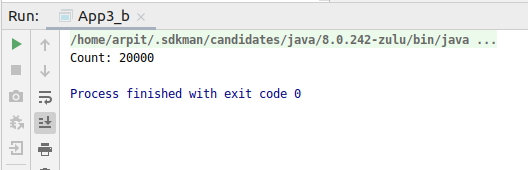 Run: App3_b
/home/arpit/.sdkman/candidates/java/8.0.242-zulu/bin/java ...
Count: 20000
Process finished with exit code 0